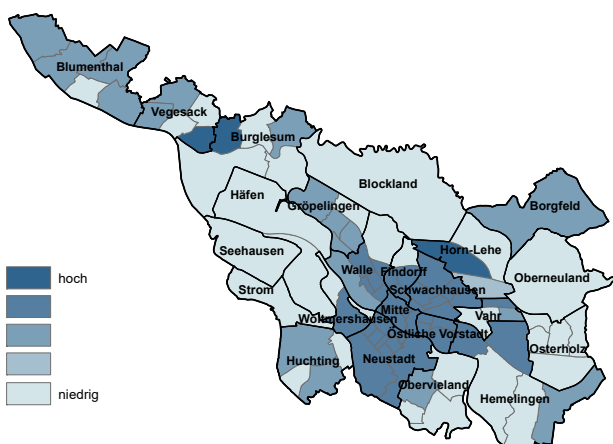 Blumenthal
Vegesack
Burglesum
Blockland
Häfen
Gröpelingen
Borgfeld
Seehausen
Horn-Lehe
Walle
Findorff
Oberneuland
hoch
Strom
Schwachhausen
Mitte
Woltmershausen
Vahr
Östliche Vorstadt
Osterholz
Huchting
Neustadt
Obervieland
niedrig
Hemelingen